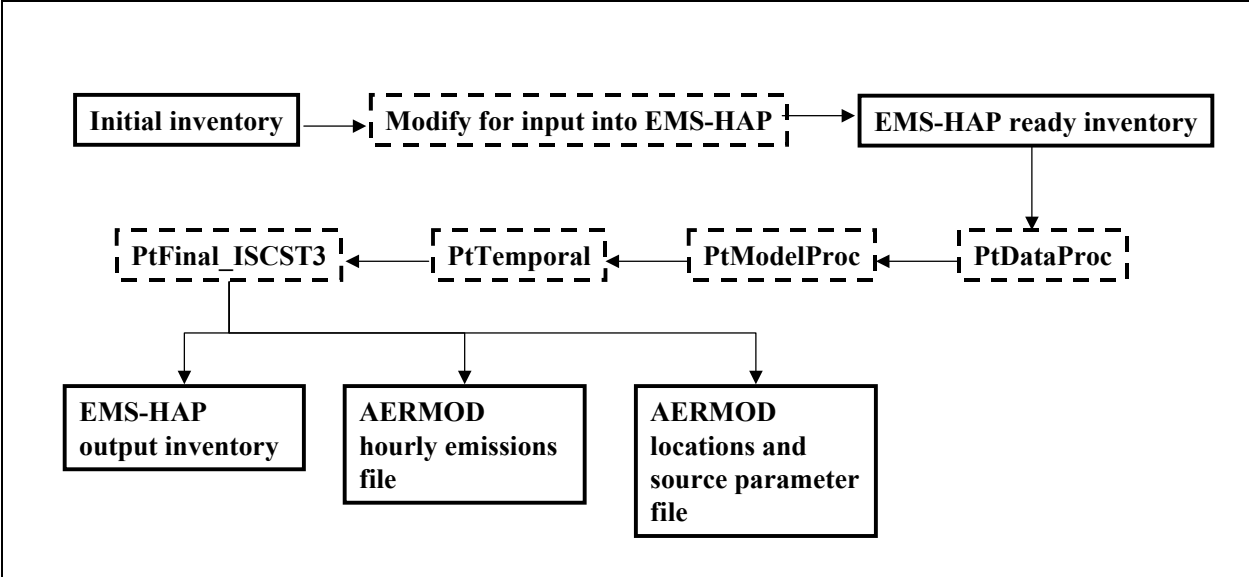 Initial inventory
Modify for input into EMS-HAP
EMS-HAP ready inventory
PtFinal_ISCST3
PtTemporal
PtModelProc
PtDataProc
EMS-HAP
output inventory
AERMOD
hourly emissions
file
AERMOD
locations and
source parameter
file